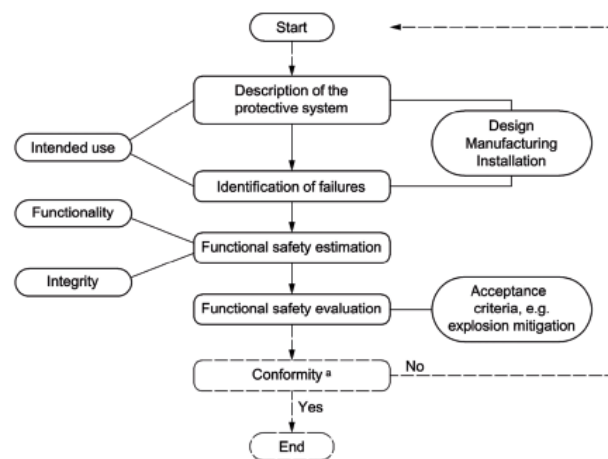 Start
Description of the
protective system
Design
Manufacturing
Installation
Intended use
Identification of failures
Functionality
Functional safety estimation
Integrity
Functional safety evaluation
Acceptance
criteria, e.g.
explosion mitigation
Conformity a
No
Yes
End